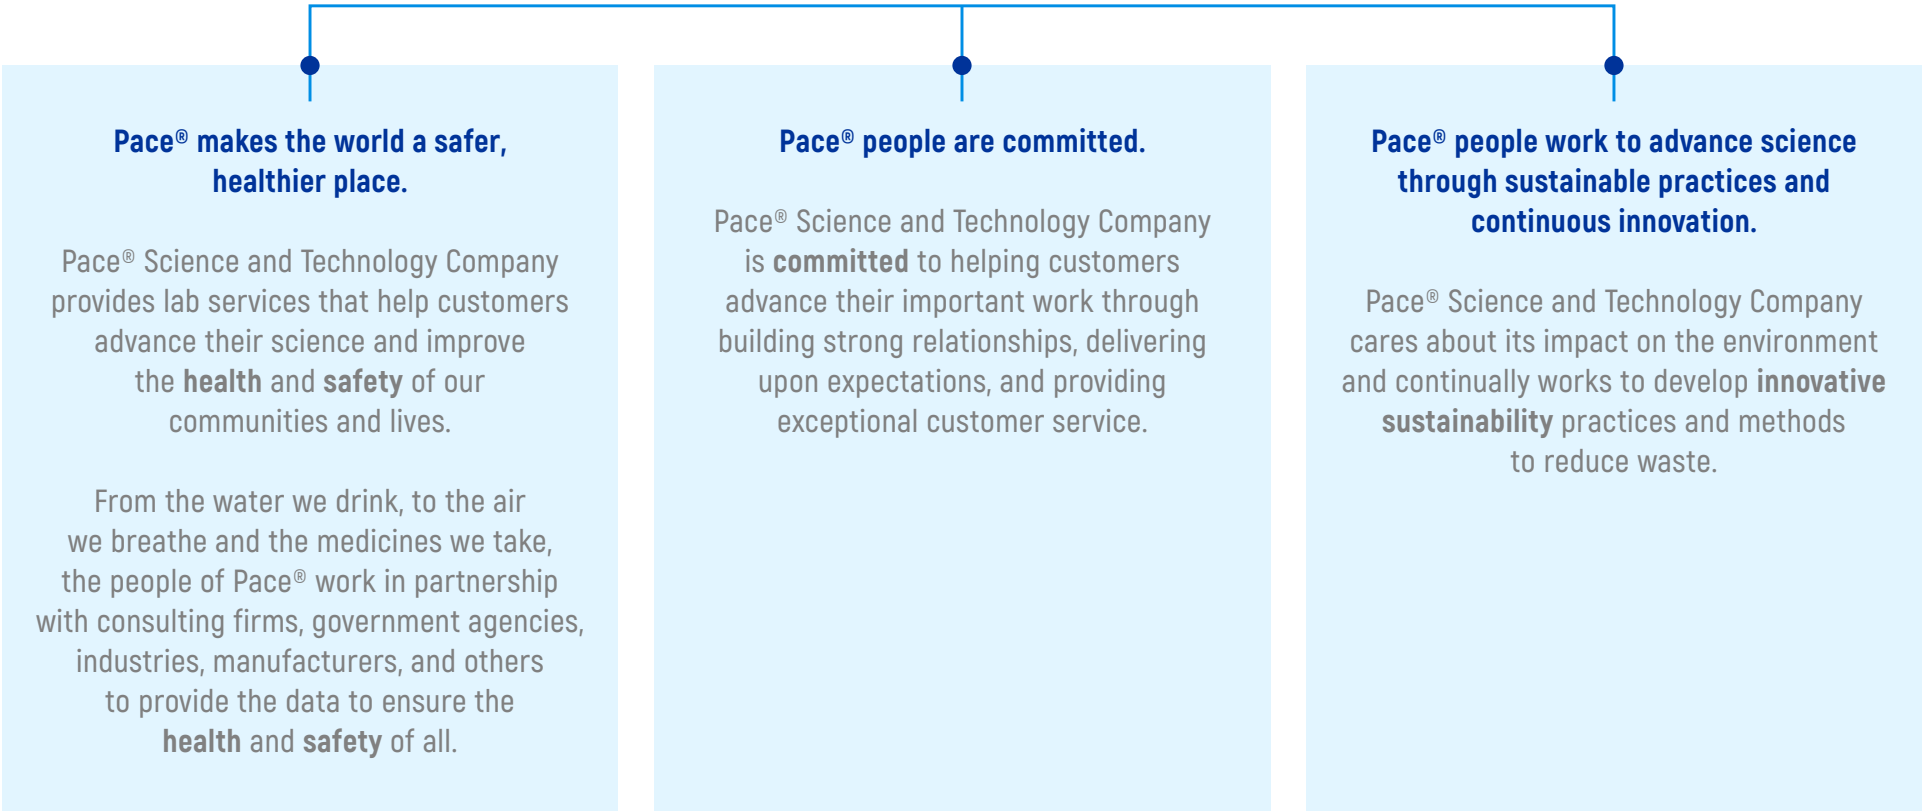 Pace® makes the world a safer,
healthier place.
Pace® Science and Technology Company
provides lab services that help customers
advance their science and improve
the health and safety of our
communities and lives.
From the water we drink, to the air
we breathe and the medicines we take,
the people of Pace® work in partnership
with consulting firms, government agencies,
industries, manufacturers, and others
to provide the data to ensure the
health and safety of all.
Pace® people are committed.
Pace® Science and Technology Company
is committed to helping customers
advance their important work through
building strong relationships, delivering
upon expectations, and providing
exceptional customer service.
Pace® people work to advance science
through sustainable practices and
continuous innovation.
Pace® Science and Technology Company
cares about its impact on the environment
and continually works to develop innovative
sustainability practices and methods
to reduce waste.